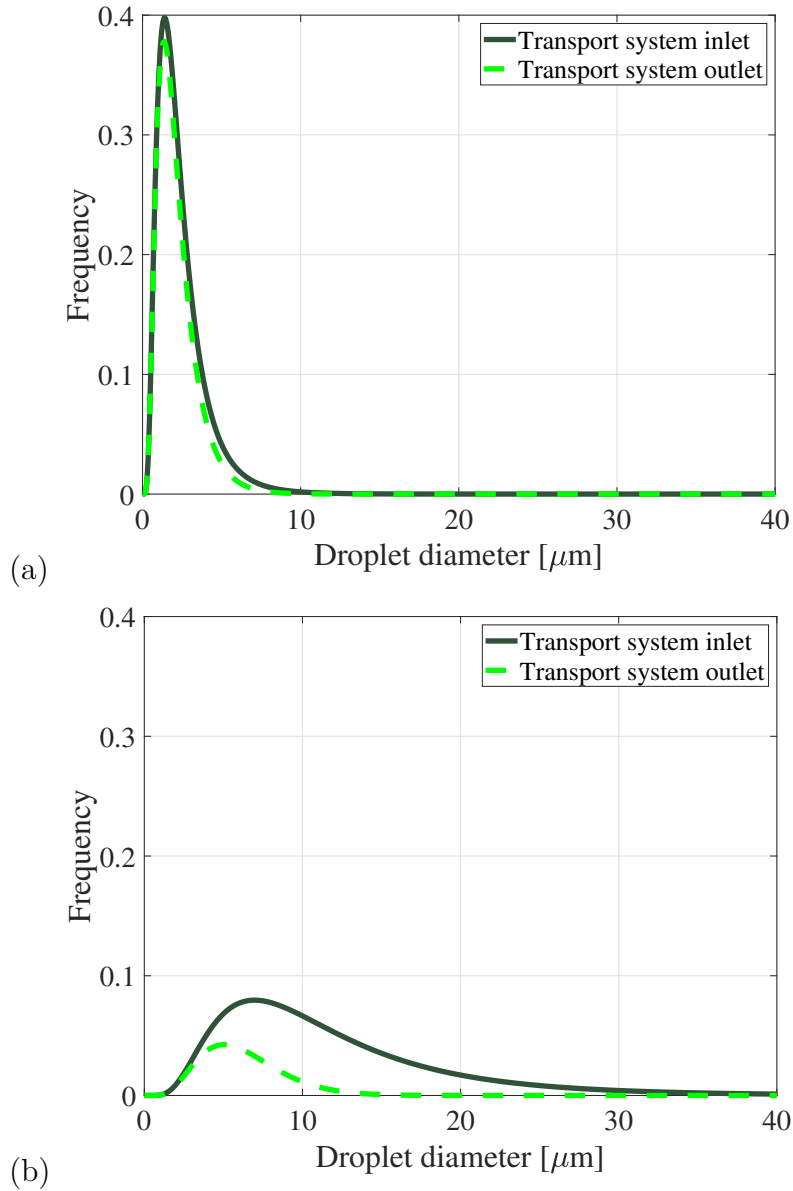 0.4
Transport system inlet
Transport system outlet
0.3
Frequency
0.2
0.1
0
0 10 20 30 40
Droplet diameter [μm]
(a)
0.4
Transport system inlet
Transport system outlet
0.3
Frequency
0.2
0.1
0
0 10 20 30 40
Droplet diameter [μm]
(b)